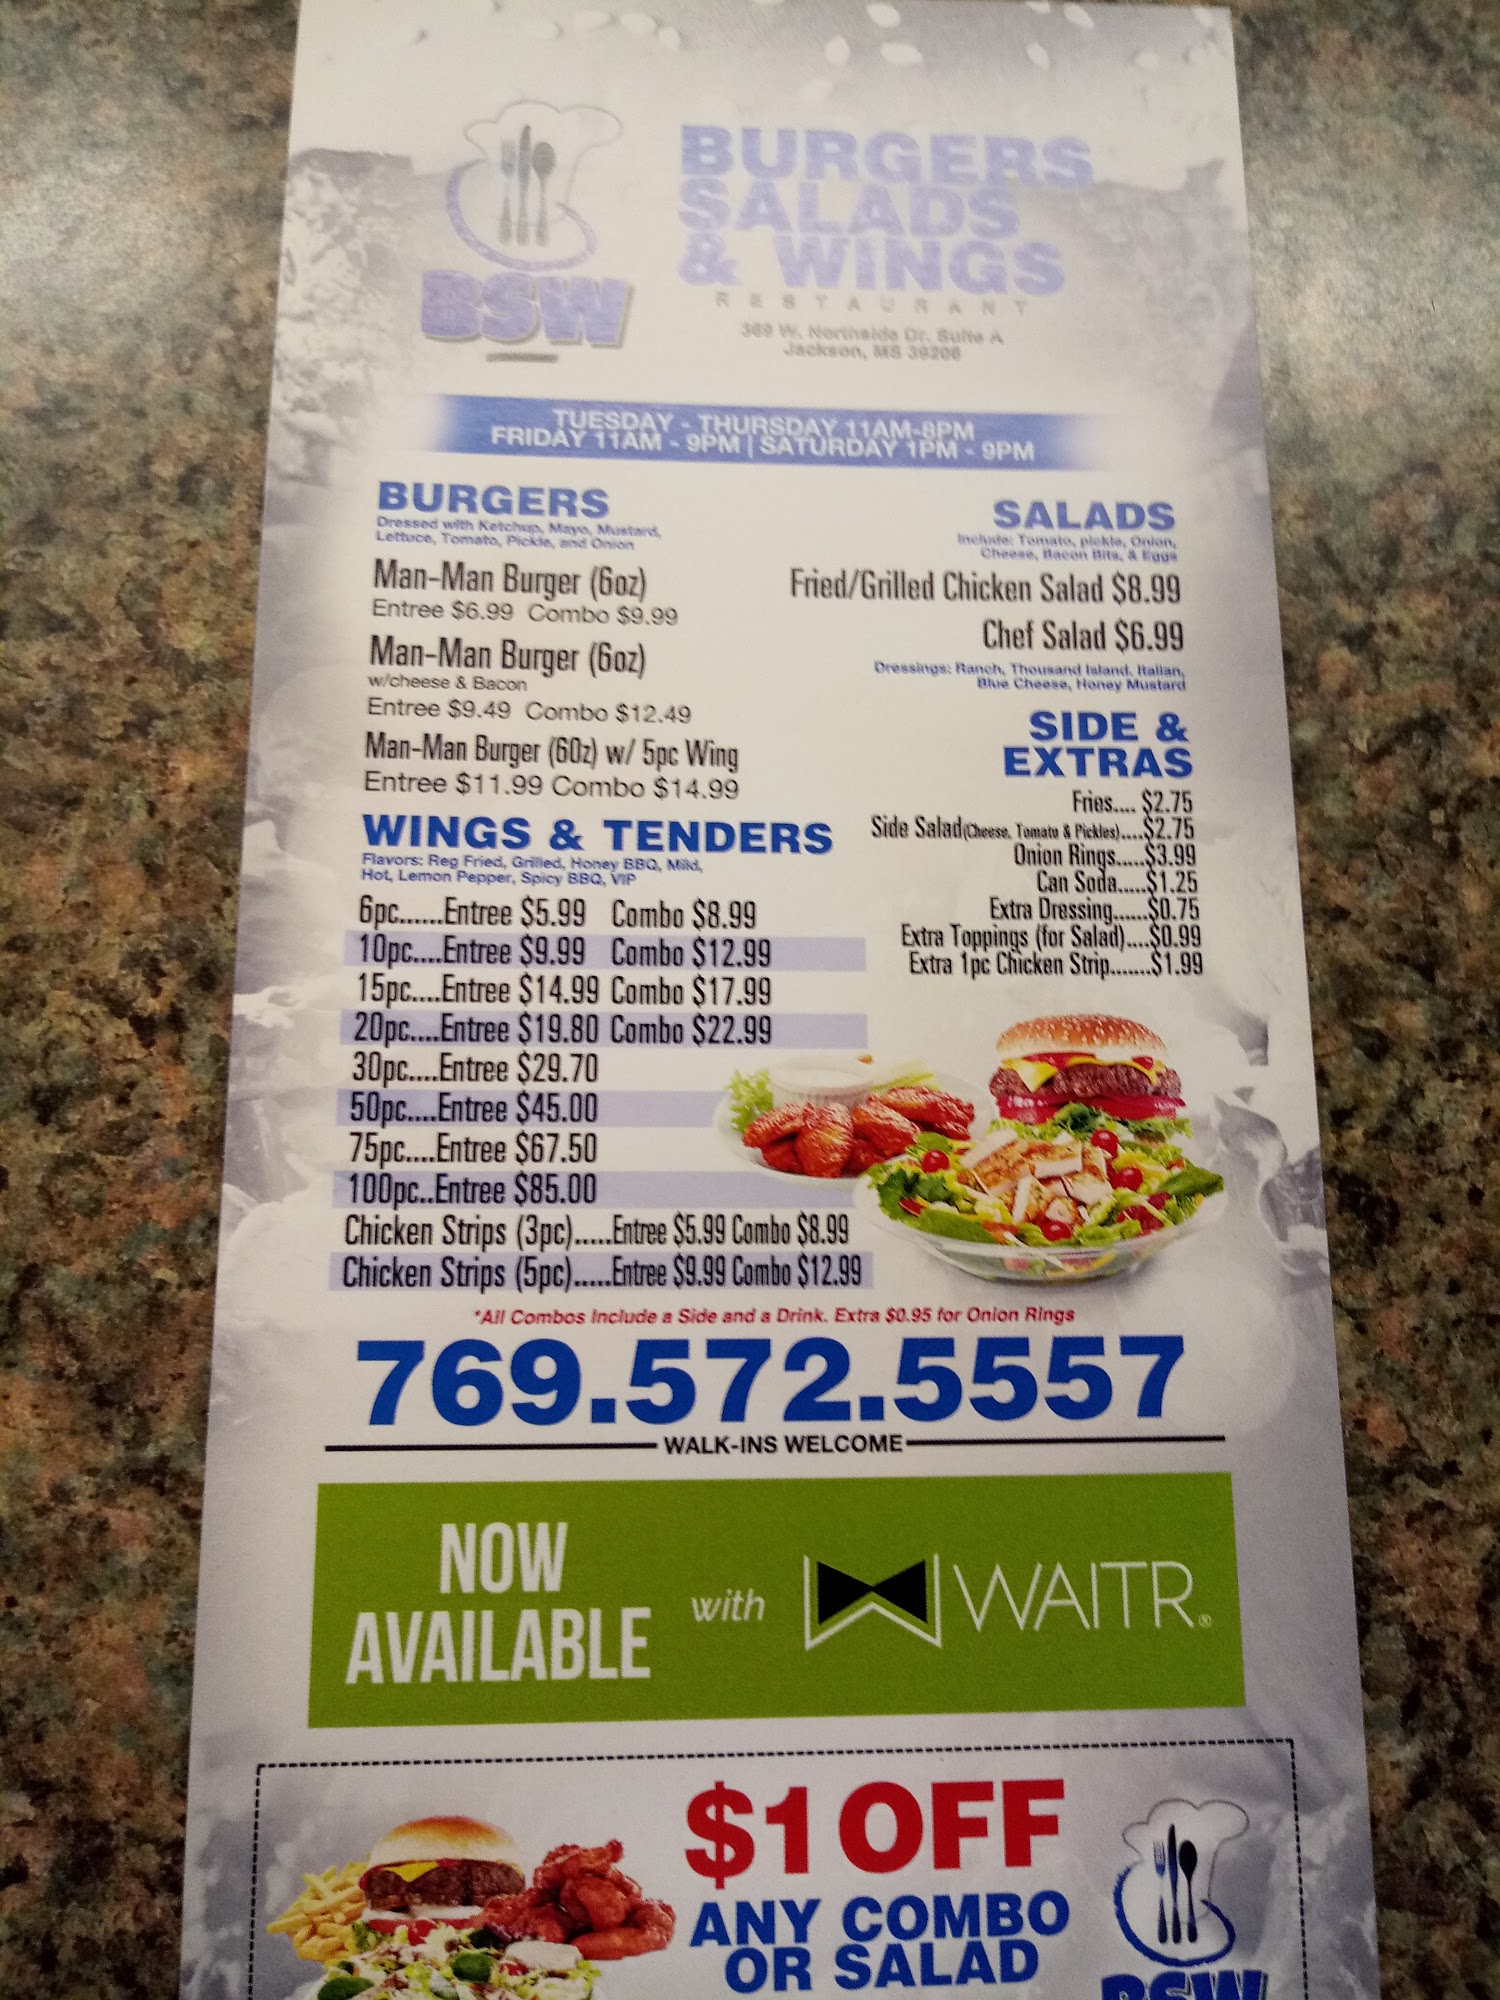 BSW
BURGERS
SALADS
& WINGS
RESTAURANT
369 W. Northside Dr. Suite A
Jackson, MS 39206
TUESDAY - THURSDAY 11AM-8PM
FRIDAY 11AM - 9PM | SATURDAY 1PM - 9PM
BURGERS
Dressed with Ketchup, Mayo, Mustard,
Lettuce, Tomato, Pickle, and Onion
Man-Man Burger (6oz)
Entree $6.99 Combo $9.99
Man-Man Burger (6oz)
w/cheese & Bacon
Entree $9.49 Combo $12.49
Man-Man Burger (6Oz) w/ 5pc Wing
Entree $11.99 Combo $14.99
WINGS & TENDERS
Flavors: Reg Fried, Grilled, Honey BBQ, Mild,
Hot, Lemon Pepper, Spicy BBQ, VIP
6pc......Entree $5.99 Combo $8.99
10pc....Entree $9.99 Combo $12.99
15pc....Entree $14.99 Combo $17.99
20pc....Entree $19.80 Combo $22.99
30pc....Entree $29.70
50pc....Entree $45.00
75pc....Entree $67.50
100pc..Entree $85.00
Chicken Strips (3pc).....Entree $5.99 Combo $8.99
Chicken Strips (5pc).....Entree $9.99 Combo $12.99
SALADS
Include: Tomato, pickle, Onion,
Cheese, Bacon Bits, & Eggs
Fried/Grilled Chicken Salad $8.99
Chef Salad $6.99
Dressings: Ranch, Thousand Island, Italian,
Blue Cheese, Honey Mustard
SIDE &
EXTRAS
Fries.... $2.75
Side Salad(Cheese, Tomato & Pickles)....$2.75
Onion Rings.....$3.99
Can Soda.....$1.25
Extra Dressing......$0.75
Extra Toppings (for Salad)....$0.99
Extra 1pc Chicken Strip.......$1.99
*All Combos Include a Side and a Drink. Extra $0.95 for Onion Rings
769.572.5557
WALK-INS WELCOME
NOW
AVAILABLE
with
WAITR®
$1 OFF
ANY COMBO
OR SALAD
BSW